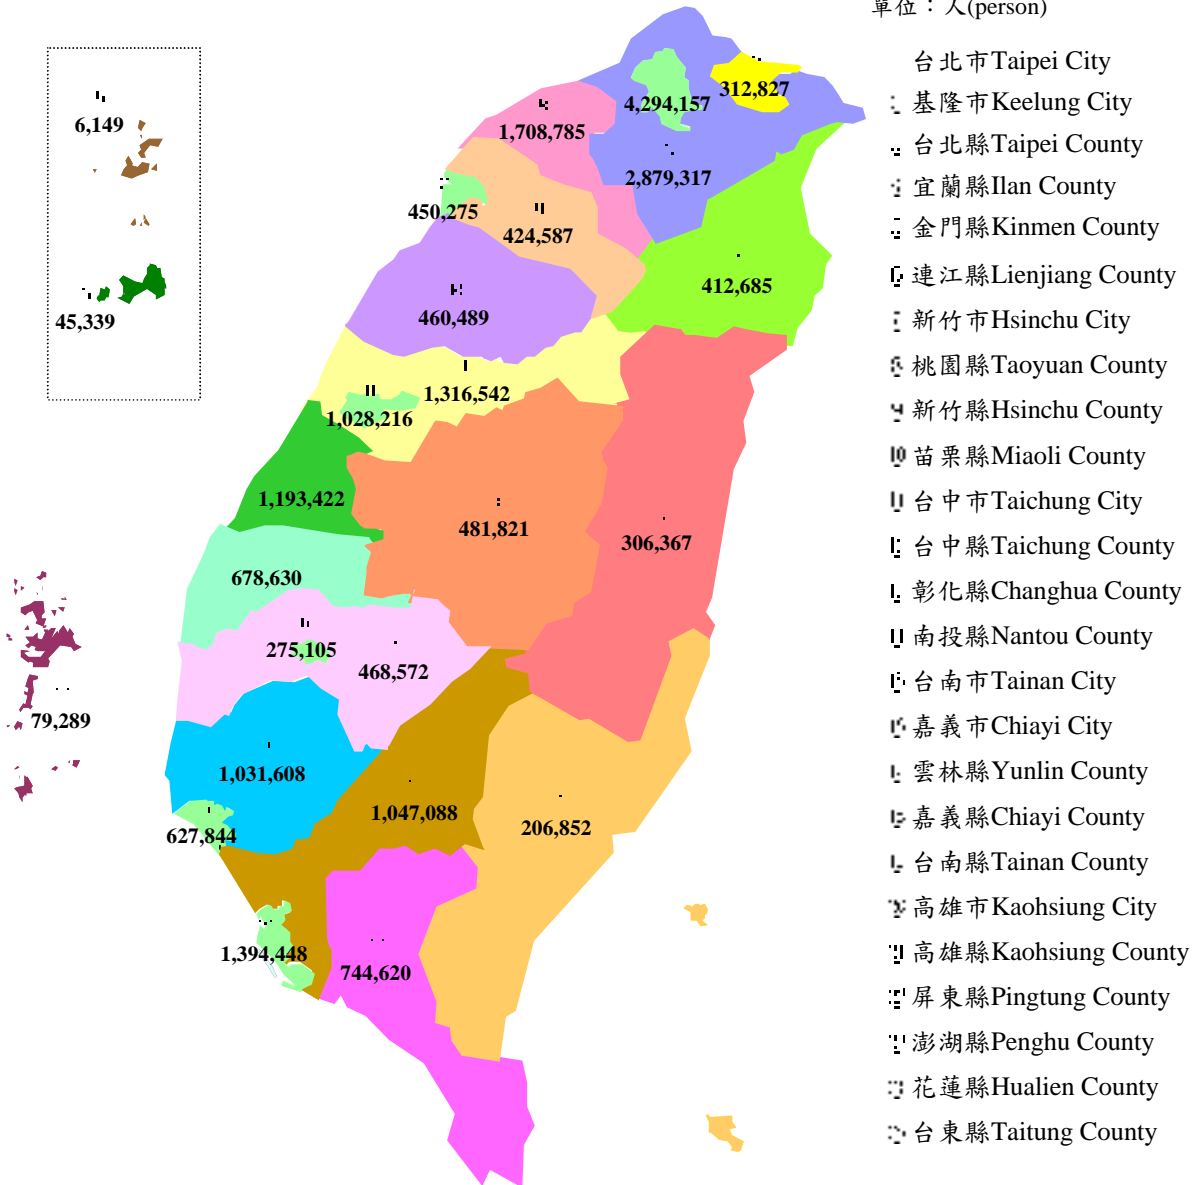 單位：人(person)
台北市Taipei City
基隆市Keelung City
台北縣Taipei County
宜蘭縣Ilan County
金門縣Kinmen County
連江縣Lienjiang County
新竹市Hsinchu City
桃園縣Taoyuan County
新竹縣Hsinchu County
苗栗縣Miaoli County
台中市Taichung City
台中縣Taichung County
彰化縣Changhua County
南投縣Nantou County
台南市Tainan City
嘉義市Chiayi City
雲林縣Yunlin County
嘉義縣Chiayi County
台南縣Tainan County
高雄市Kaohsiung City
高雄縣Kaohsiung County
屏東縣Pingtung County
澎湖縣Penghu County
花蓮縣Hualien County
台東縣Taitung County
6,149
45,339
312,827
4,294,157
1,708,785
2,879,317
450,275
424,587
412,685
460,489
1,316,542
1,028,216
1,193,422
481,821
306,367
678,630
275,105
468,572
79,289
1,031,608
1,047,088
206,852
627,844
1,394,448
744,620